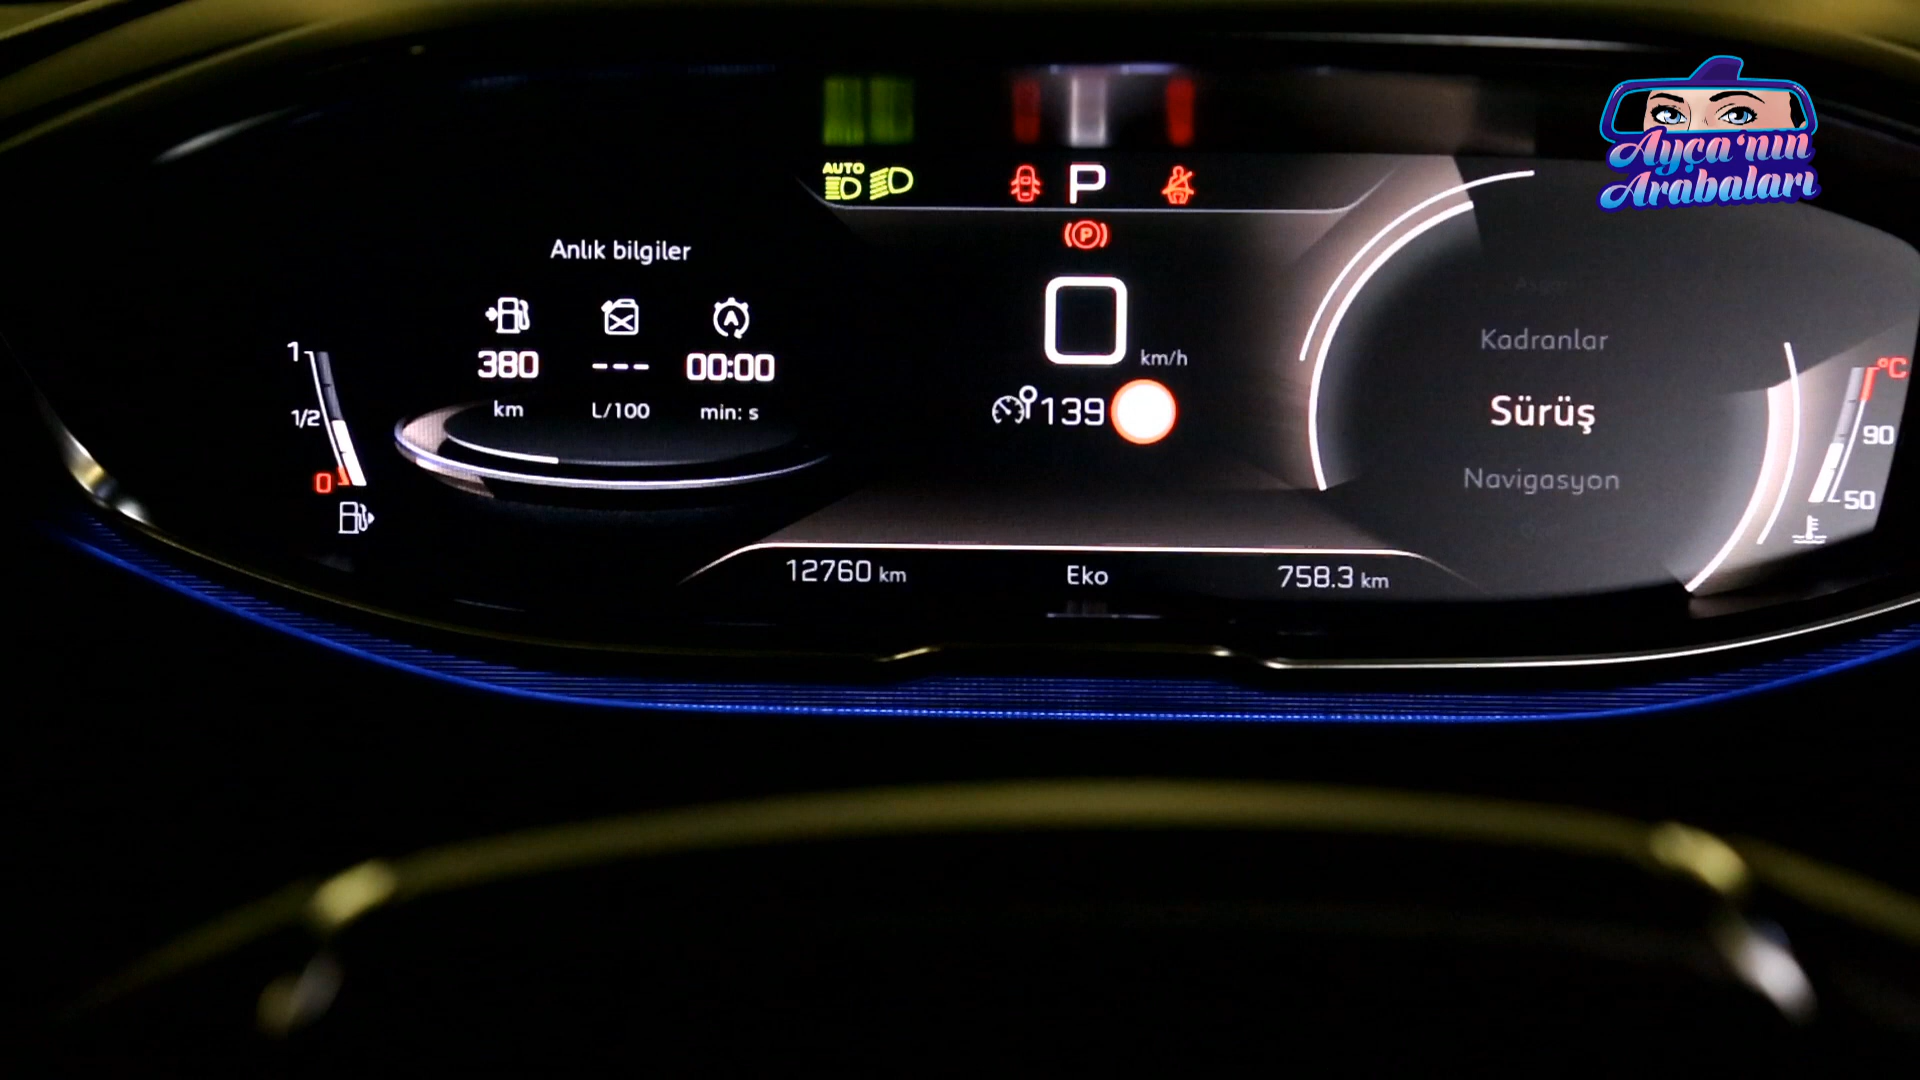 Ayça'nın
Arabaları
AUTO
P
P
Anlık bilgiler
A
380
---
00:00
km
L/100
min: s
1
1/2
0
0
km/h
139
Kadranlar
Sürüş
Navigasyon
°C
90
50
12760 km
Eko
758.3 km